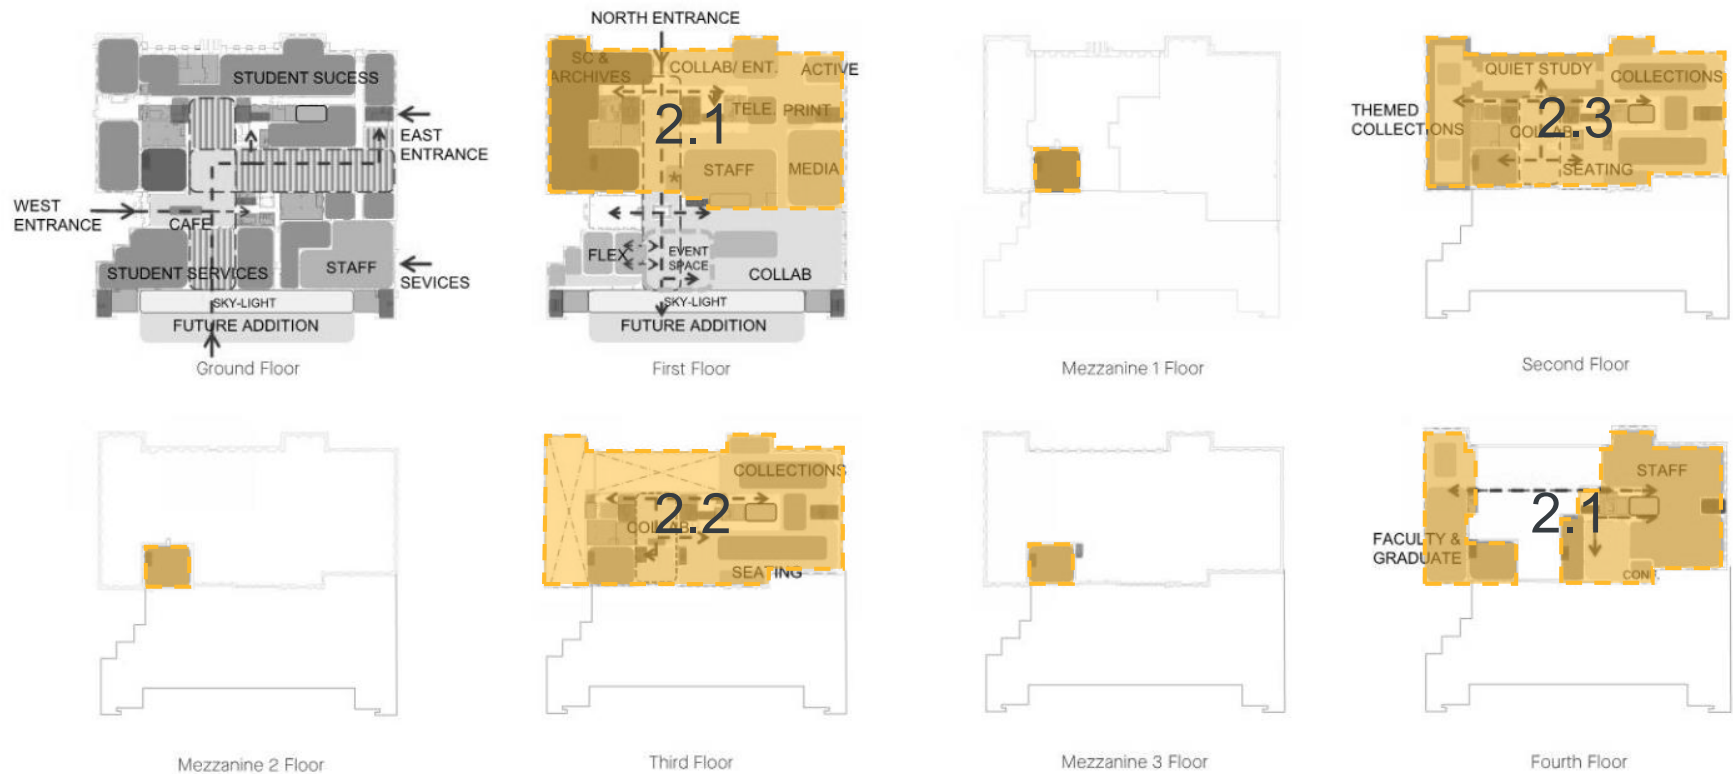 STUDENT SUCESS
EAST
ENTRANCE
WEST
ENTRANCE
CAFE
STUDENT SERVICES
STAFF
SEVICES
SKY-LIGHT
FUTURE ADDITION
Ground Floor
NORTH ENTRANCE
SC &
ARCHIVES
COLLAB/ ENT.
ACTIVE
2.1
TELE.
PRINT
STAFF
MEDIA
*
FLEX
EVENT
SPACE
COLLAB
SKY-LIGHT
FUTURE ADDITION
First Floor
Mezzanine 1 Floor
QUIET STUDY
COLLECTIONS
THEMED
COLLECTIONS
COLLAB
2.3
SEATING
Second Floor
Mezzanine 2 Floor
COLLECTIONS
2.2
COLLAB
SEATING
Third Floor
Mezzanine 3 Floor
STAFF
2.1
FACULTY &
GRADUATE
CONF.
Fourth Floor